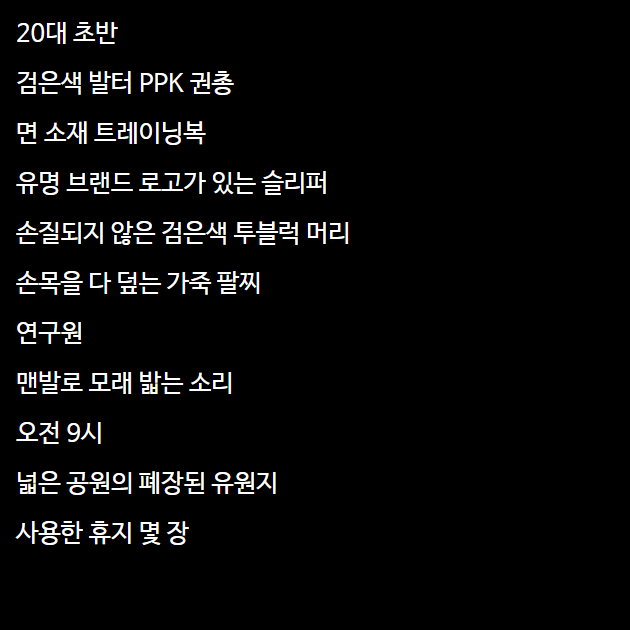 20대 초반
검은색 발터 PPK 권총
면 소재 트레이닝복
유명 브랜드 로고가 있는 슬리퍼
손질되지 않은 검은색 투블럭 머리
손목을 다 덮는 가죽 팔찌
연구원
맨발로 모래 밟는 소리
오전 9시
넓은 공원의 폐장된 유원지
사용한 휴지 몇 장